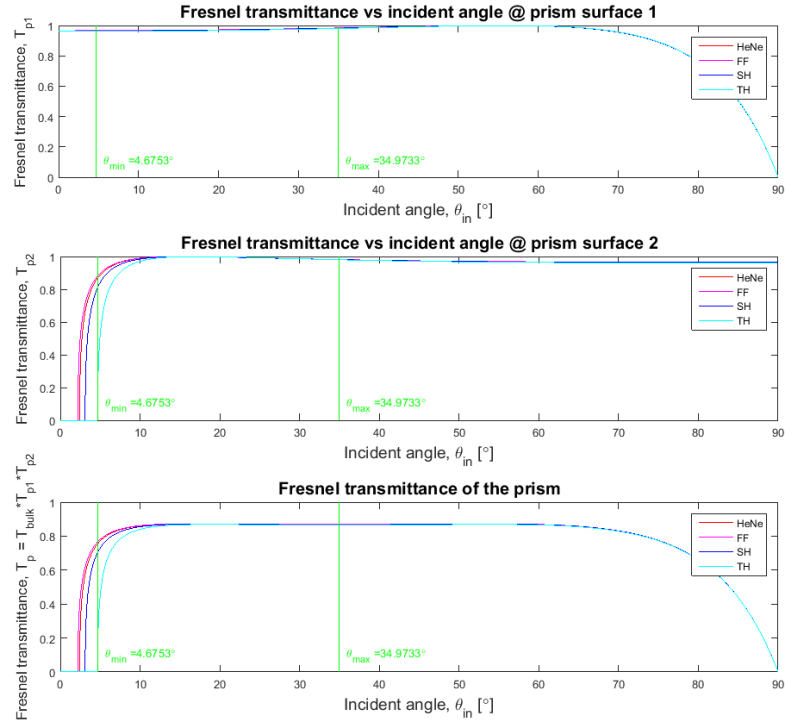 Fresnel transmittance vs incident angle @ prism surface 1
Fresnel transmittance, T_p1
1
0.8
0.6
0.4
0.2
0
HeNe
FF
SH
TH
θ_min =4.6753°
θ_max =34.9733°
0 10 20 30 40 50 60 70 80 90
Incident angle, θ_in [°]
Fresnel transmittance vs incident angle @ prism surface 2
Fresnel transmittance, T_p2
1
0.8
0.6
0.4
0.2
0
HeNe
FF
SH
TH
θ_min =4.6753°
θ_max =34.9733°
0 10 20 30 40 50 60 70 80 90
Incident angle, θ_in [°]
Fresnel transmittance of the prism
Fresnel transmittance, T_p = T_bulk *T_p1 *T_p2
1
0.8
0.6
0.4
0.2
0
HeNe
FF
SH
TH
θ_min =4.6753°
θ_max =34.9733°
0 10 20 30 40 50 60 70 80 90
Incident angle, θ_in [°]